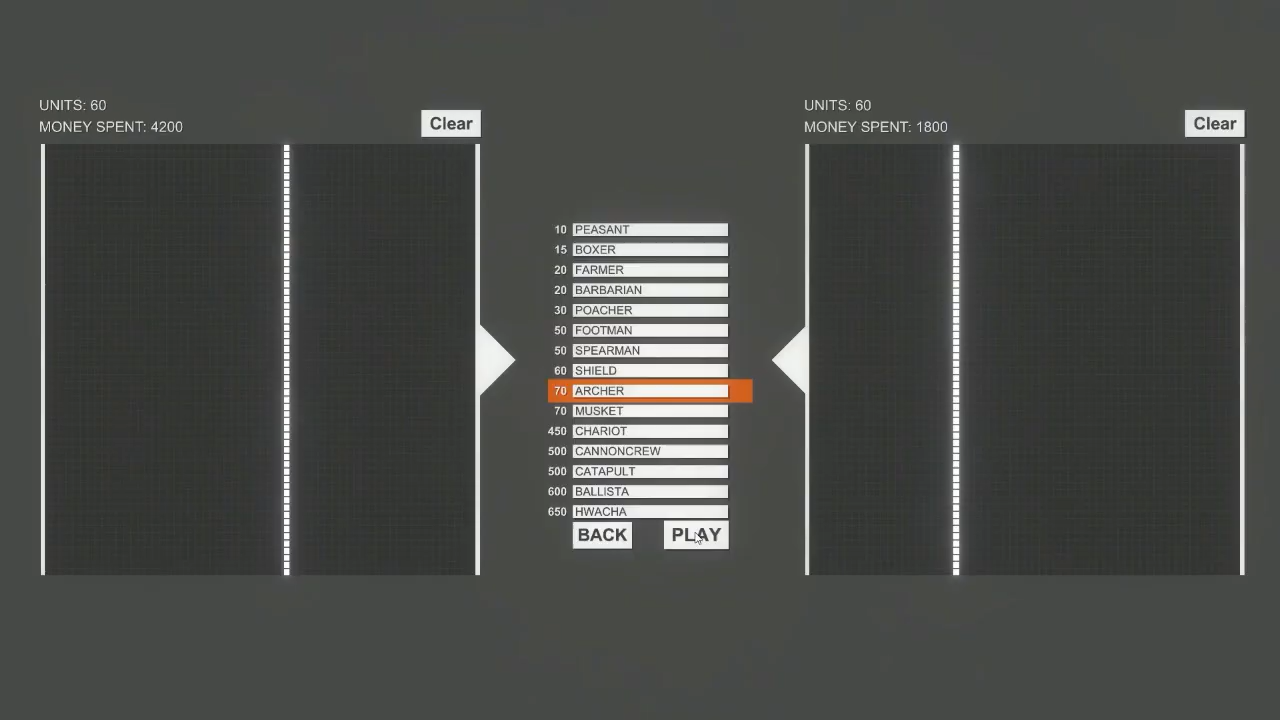 UNITS: 60
MONEY SPENT: 4200
Clear
UNITS: 60
MONEY SPENT: 1800
Clear
10 PEASANT
15 BOXER
20 FARMER
20 BARBARIAN
30 POACHER
50 FOOTMAN
50 SPEARMAN
60 SHIELD
70 ARCHER
70 MUSKET
450 CHARIOT
500 CANNONCREW
500 CATAPULT
600 BALLISTA
650 HWACHA
BACK
PLAY